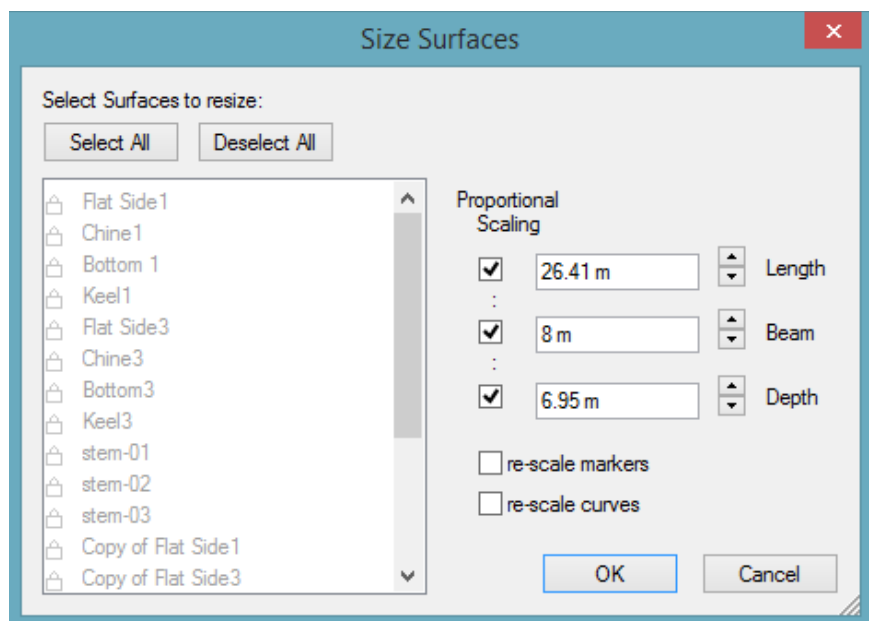 Size Surfaces
Select Surfaces to resize:
Select All
Deselect All
Flat Side1
Chine1
Bottom 1
Keel1
Flat Side3
Chine3
Bottom3
Keel3
stem-01
stem-02
stem-03
Copy of Flat Side1
Copy of Flat Side3
Proportional
Scaling
26.41 m Length
:
8 m Beam
:
6.95 m Depth
re-scale markers
re-scale curves
OK
Cancel